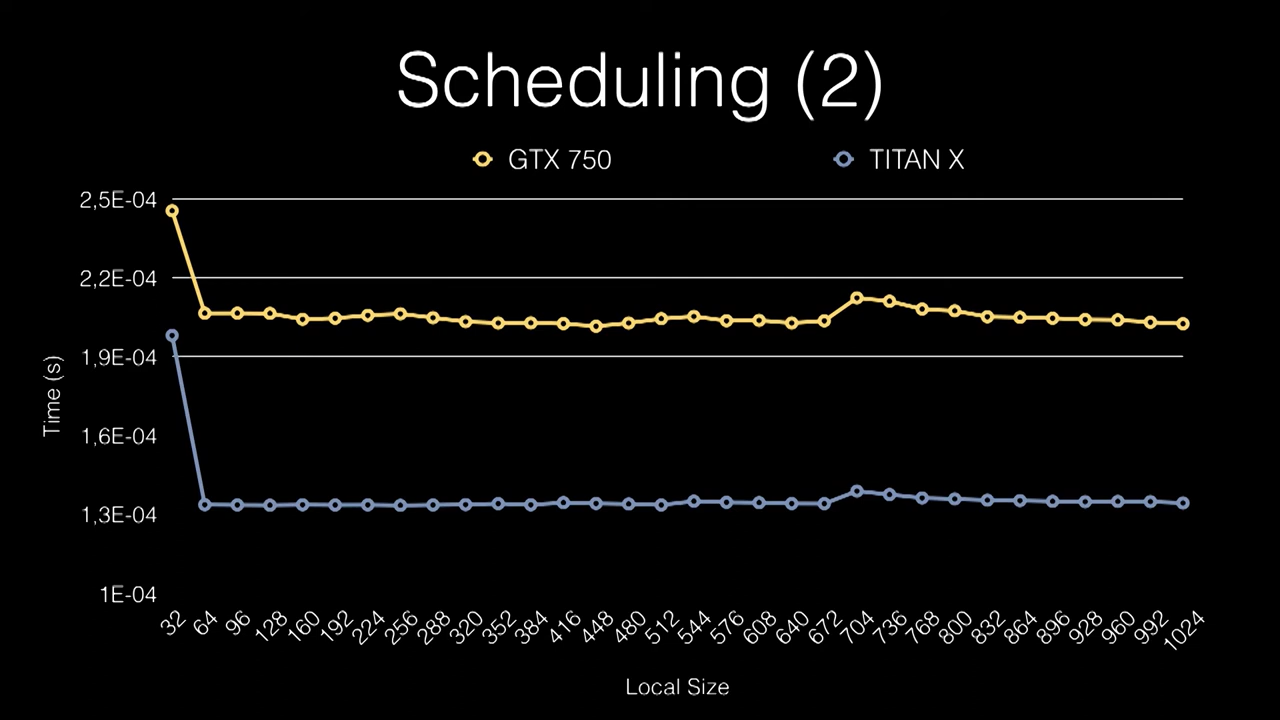 Scheduling (2)
GTX 750
TITAN X
2,5E-04
2,2E-04
1,9E-04
1,6E-04
1,3E-04
1E-04
Time (s)
32 64 96 128 160 192 224 256 288 320 352 384 416 448 480 512 544 576 608 640 672 704 736 768 800 832 864 896 928 960 992 1024
Local Size